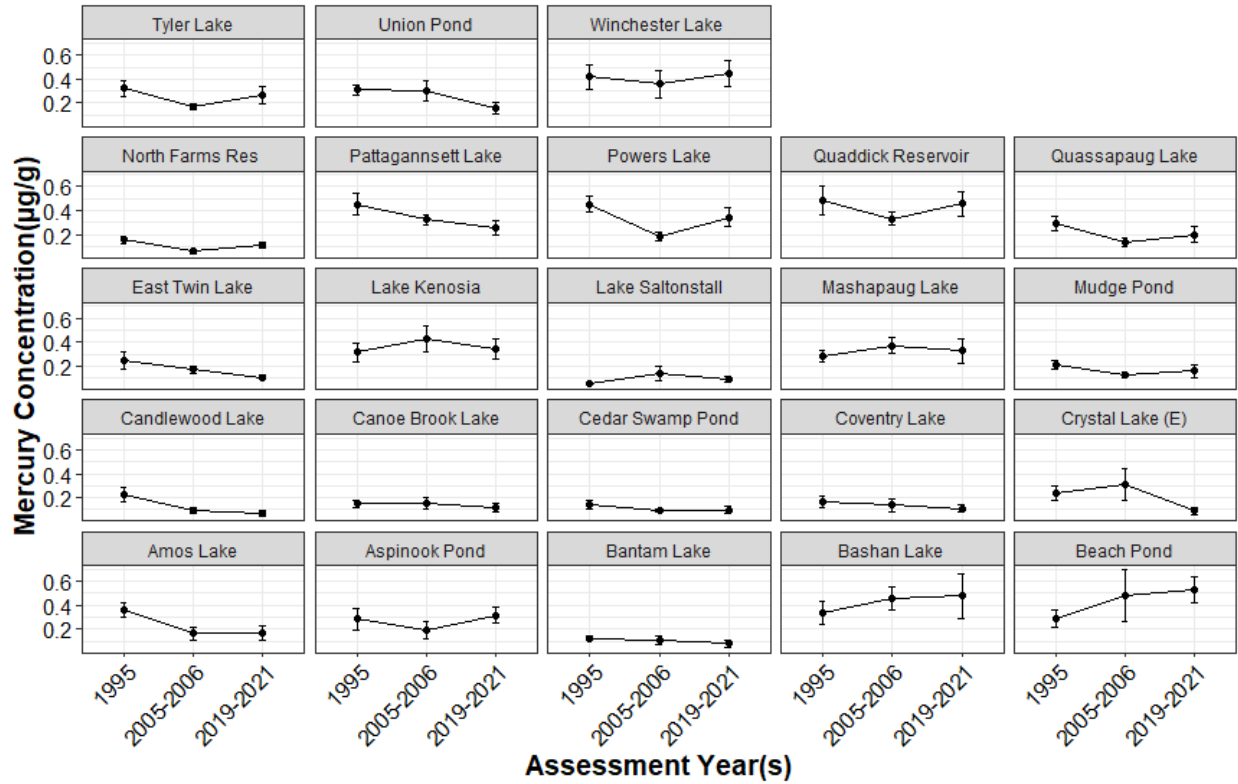 Tyler Lake Union Pond Winchester Lake
0.6
0.4
0.2
North Farms Res Pattagannsett Lake Powers Lake Quaddick Reservoir Quassapaug Lake
0.6
0.4
0.2
East Twin Lake Lake Kenosia Lake Saltonstall Mashapaug Lake Mudge Pond
0.6
0.4
0.2
Candlewood Lake Canoe Brook Lake Cedar Swamp Pond Coventry Lake Crystal Lake (E)
0.6
0.4
0.2
Amos Lake Aspinook Pond Bantam Lake Bashan Lake Beach Pond
0.6
0.4
0.2
Mercury Concentration(µg/g)
1995 2005-2006 2019-2021 1995 2005-2006 2019-2021 1995 2005-2006 2019-2021 1995 2005-2006 2019-2021 1995 2005-2006 2019-2021
Assessment Year(s)